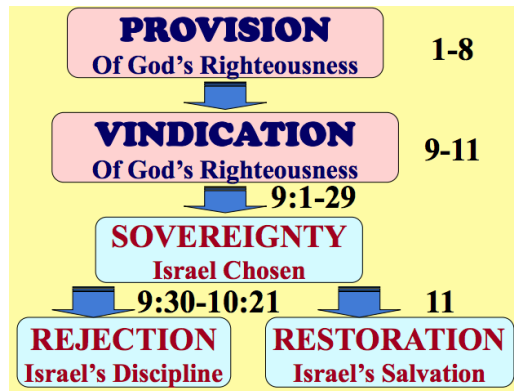 PROVISION
Of God's Righteousness
1-8
VINDICATION
Of God's Righteousness
9-11
9:1-29
SOVEREIGNTY
Israel Chosen
9:30-10:21
11
REJECTION
Israel's Discipline
RESTORATION
Israel's Salvation